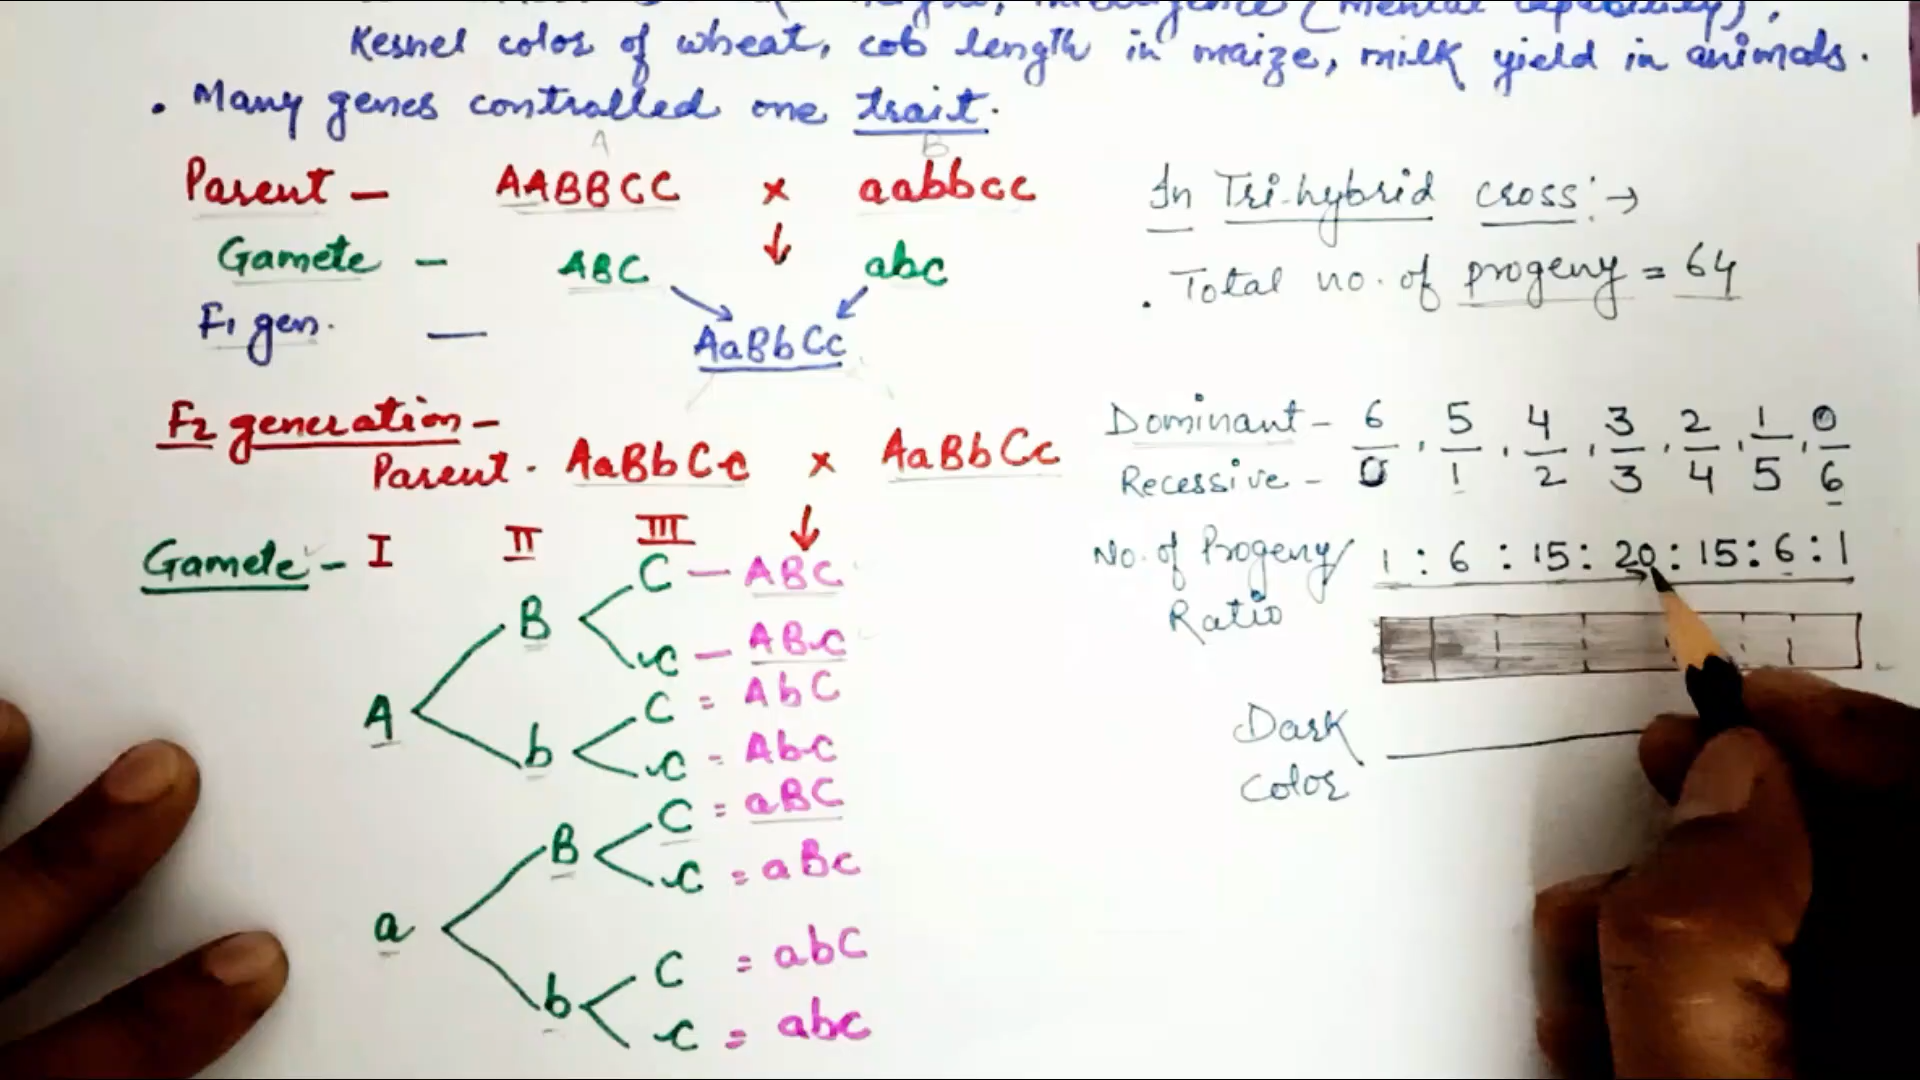 Kernel color of wheat, cob length in maize, milk yield in animals.
. Many genes controlled one trait.
A B
Parent - AABBCC x aabbcc
Gamete - ABC abc
F1 gen. — AaBbCc
F2 generation -
Parent - AaBbCc x AaBbCc
Gamete - I II III
C — ABC
B
c — ABc
A
C = AbC
b
c - Abc
C = aBC
B
c = aBc
a
C = abC
b
c = abc
In Tri-hybrid cross :→
. Total no. of progeny = 64
Dominant - 6 5 4 3 2 1 0
Recessive - 0 , 1 , 2 , 3 , 4 , 5 , 6
No. of Progeny/ 1 : 6 : 15 : 20 : 15 : 6 : 1
Ratio
Dark
Color